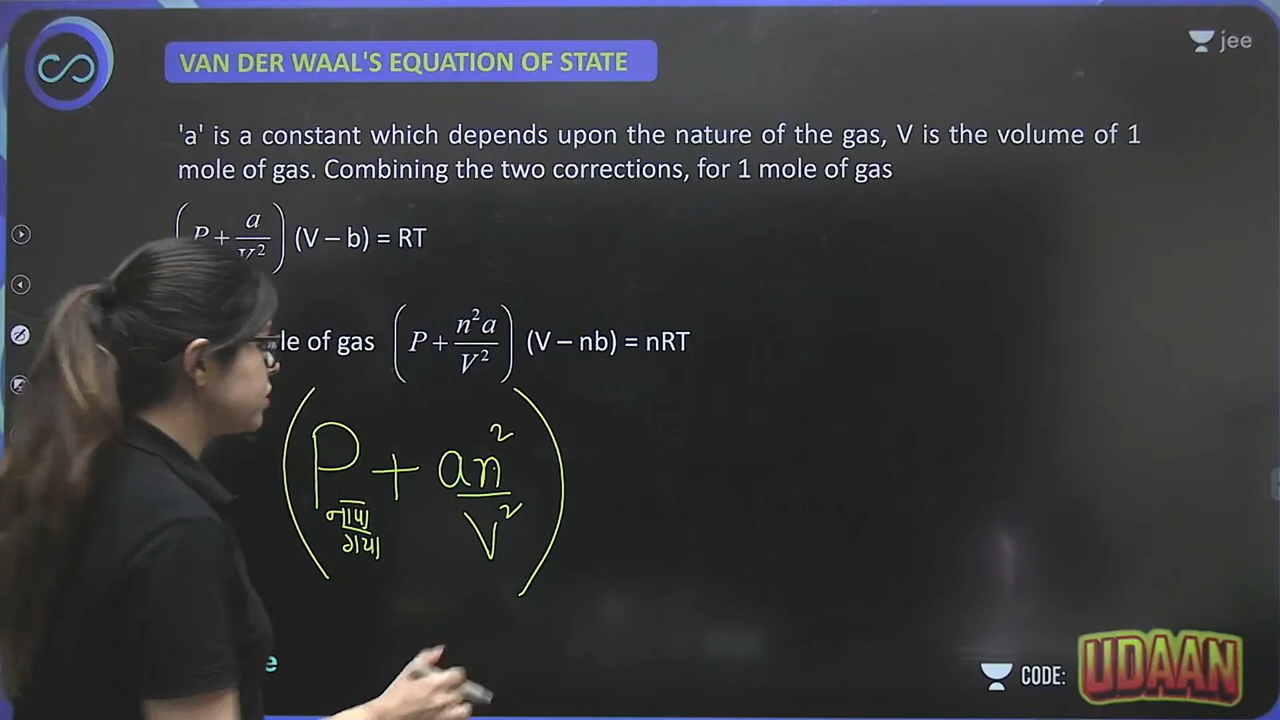 jee
VAN DER WAAL'S EQUATION OF STATE
'a' is a constant which depends upon the nature of the gas, V is the volume of 1
mole of gas. Combining the two corrections, for 1 mole of gas
(P + a/V²) (V – b) = RT
le of gas (P + n²a/V²) (V – nb) = nRT
(P + an²/V²)
नापा
गया
e
CODE: UDAAN